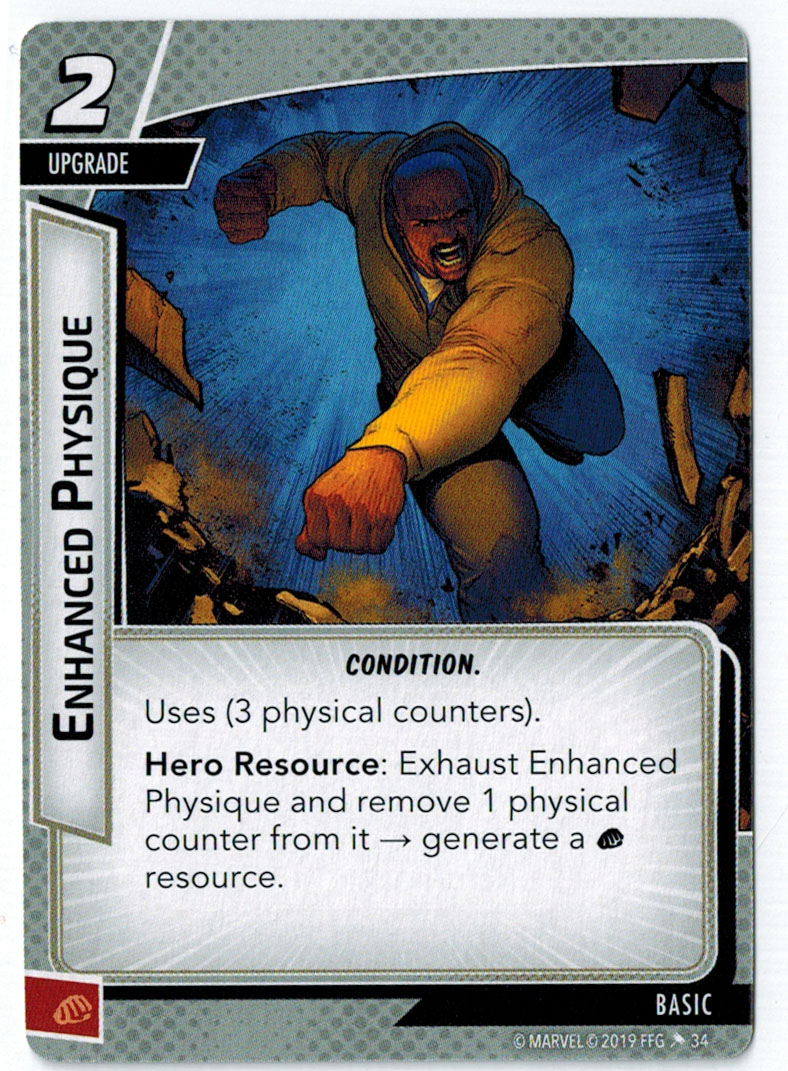 2
UPGRADE
ENHANCED PHYSIQUE
CONDITION.
Uses (3 physical counters).
Hero Resource: Exhaust Enhanced
Physique and remove 1 physical
counter from it → generate a
resource.
BASIC
© MARVEL © 2019 FFG 34